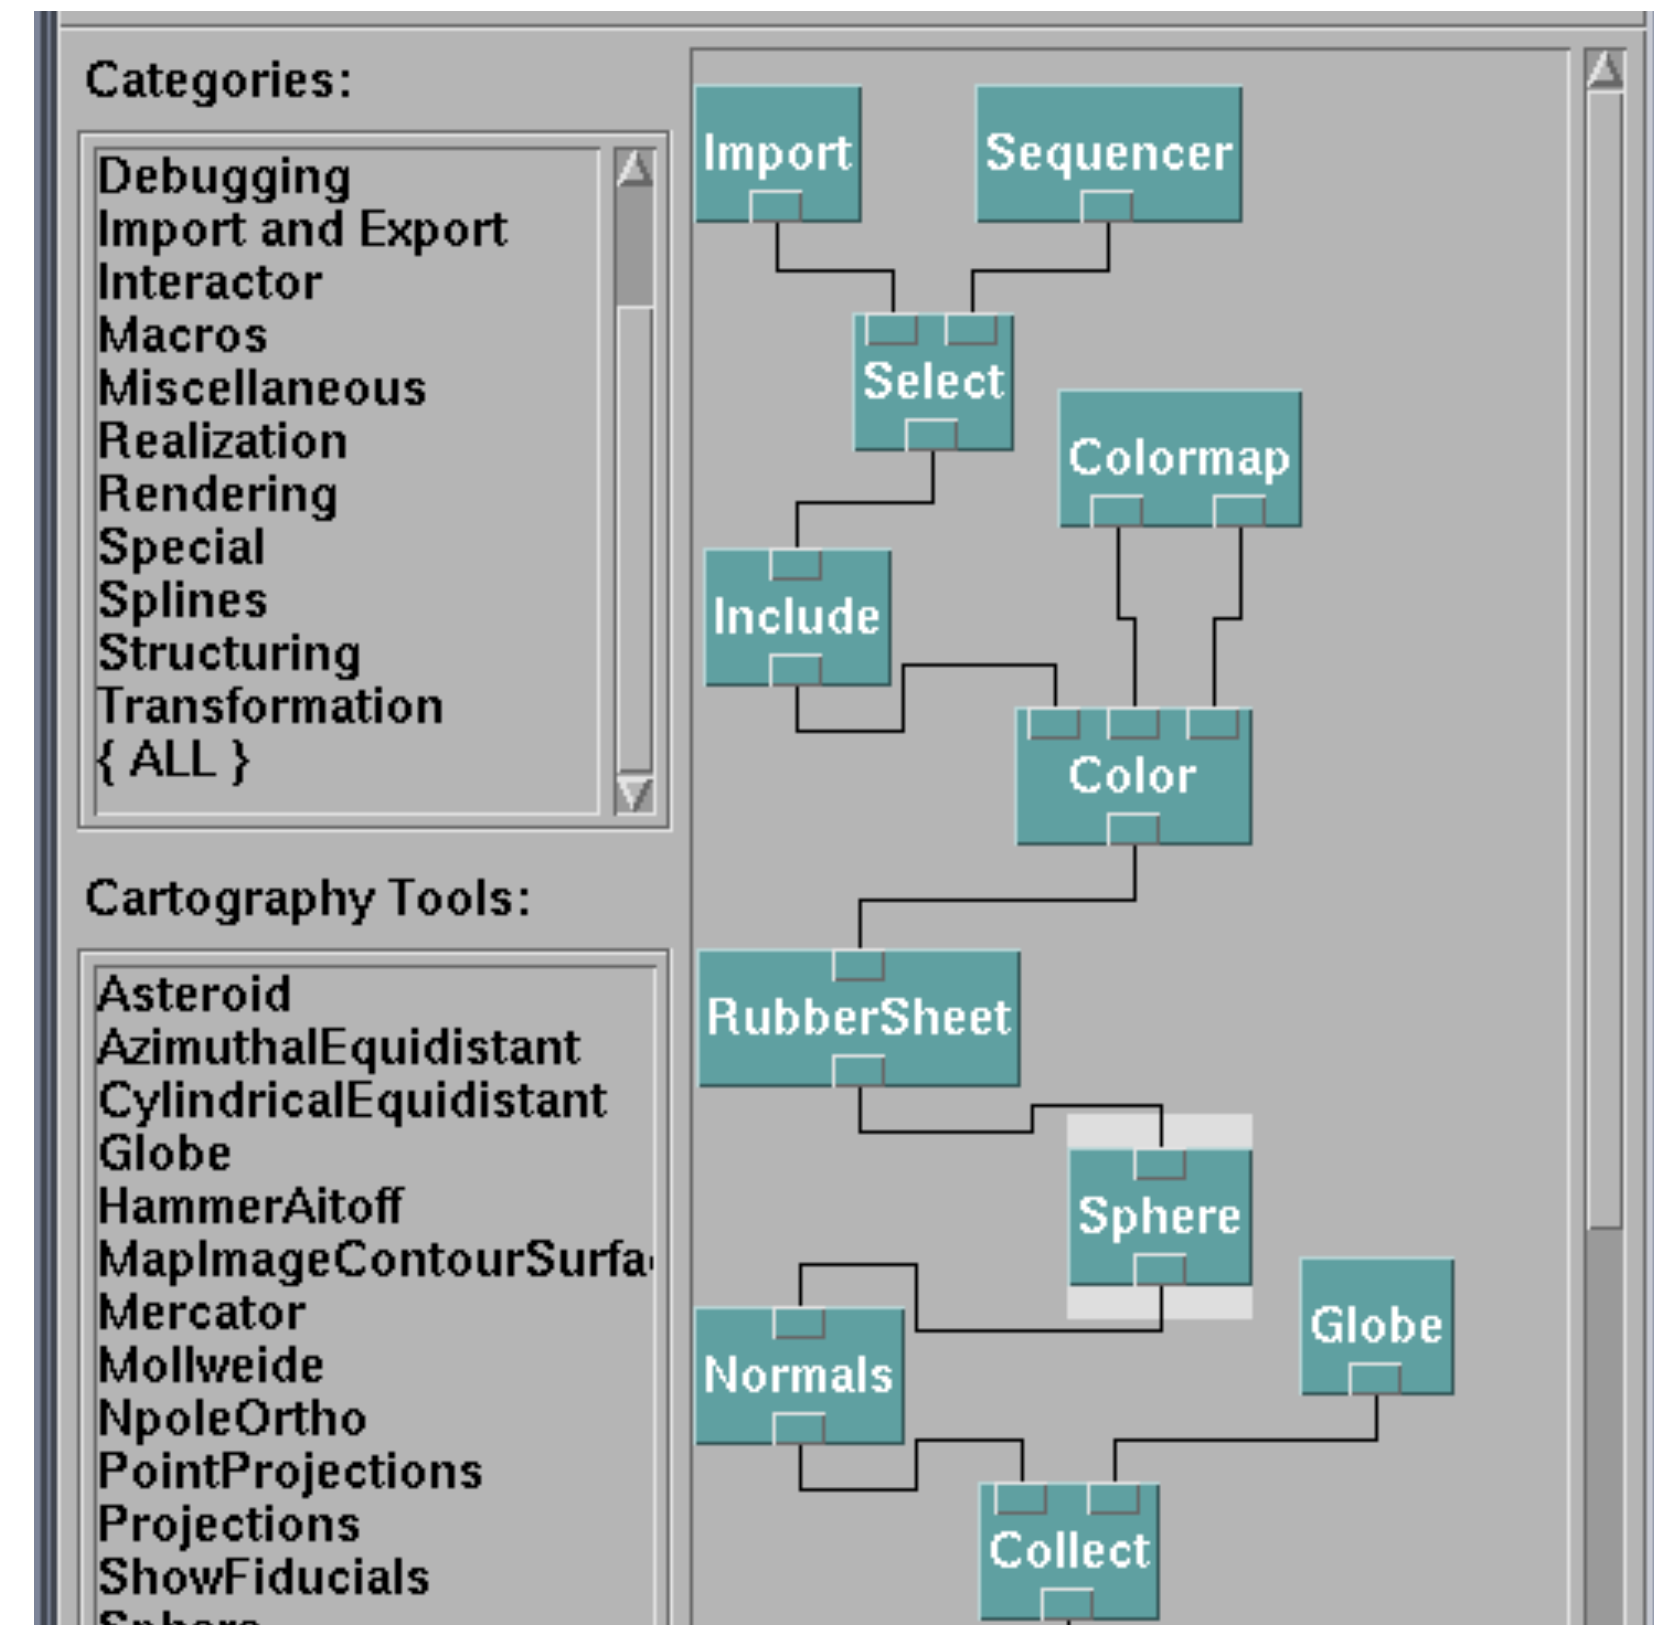 Categories:
Debugging
Import and Export
Interactor
Macros
Miscellaneous
Realization
Rendering
Special
Splines
Structuring
Transformation
{ ALL }
Cartography Tools:
Asteroid
AzimuthalEquidistant
CylindricalEquidistant
Globe
HammerAitoff
MapImageContourSurfa
Mercator
Mollweide
NpoleOrtho
PointProjections
Projections
ShowFiducials
Sphere
Import
Sequencer
Select
Colormap
Include
Color
RubberSheet
Sphere
Globe
Normals
Collect